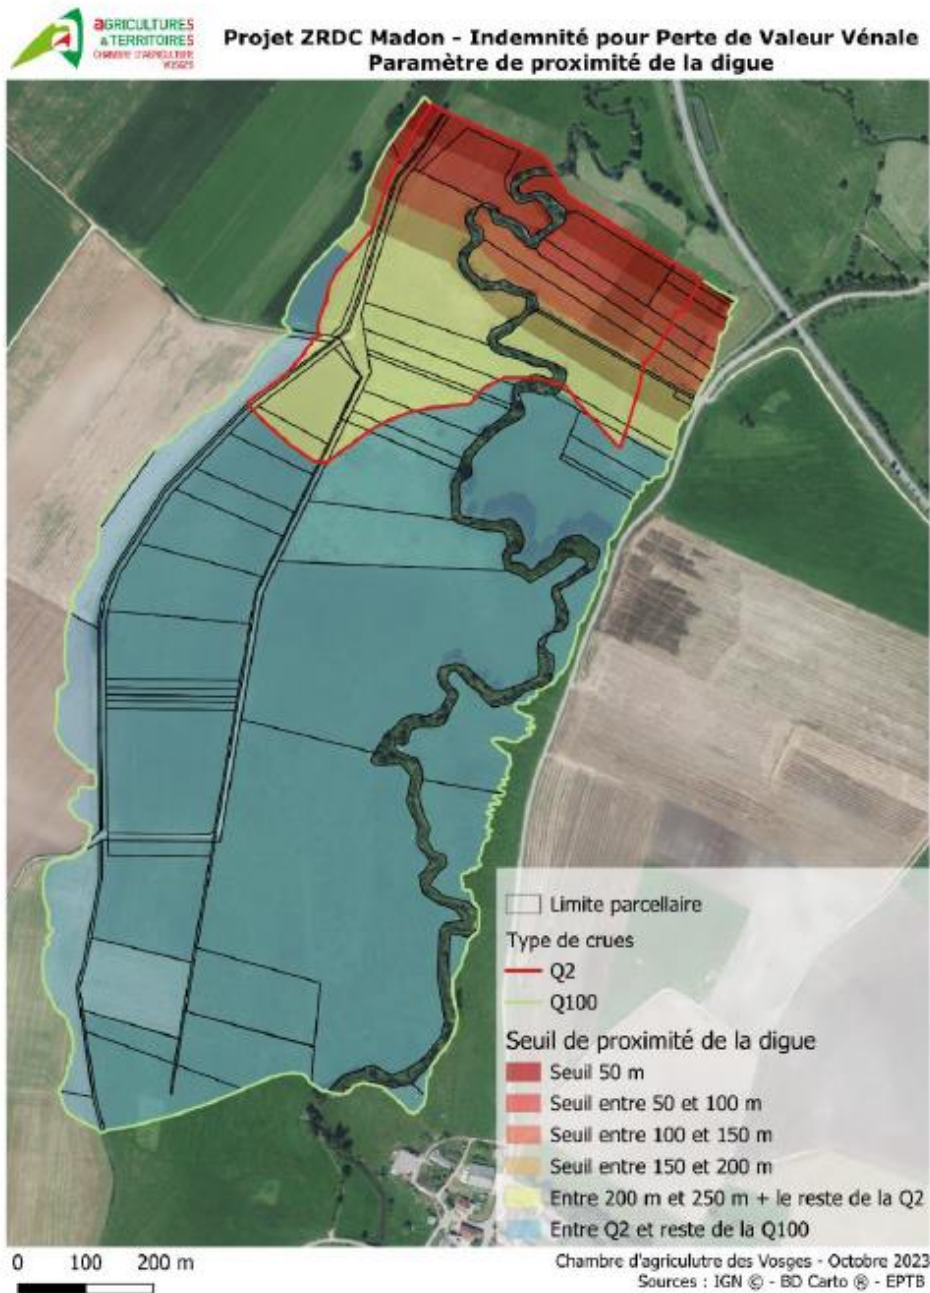 AGRICULTURES
& TERRITOIRES
CHAMBRE D'AGRICULTURE
VOSGES
Projet ZRDC Madon - Indemnité pour Perte de Valeur Vénale
Paramètre de proximité de la digue
Limite parcellaire
Type de crues
Q2
Q100
Seuil de proximité de la digue
Seuil 50 m
Seuil entre 50 et 100 m
Seuil entre 100 et 150 m
Seuil entre 150 et 200 m
Entre 200 m et 250 m + le reste de la Q2
Entre Q2 et reste de la Q100
0 100 200 m
Chambre d'agriculutre des Vosges - Octobre 2023
Sources : IGN © - BD Carto ® - EPTB